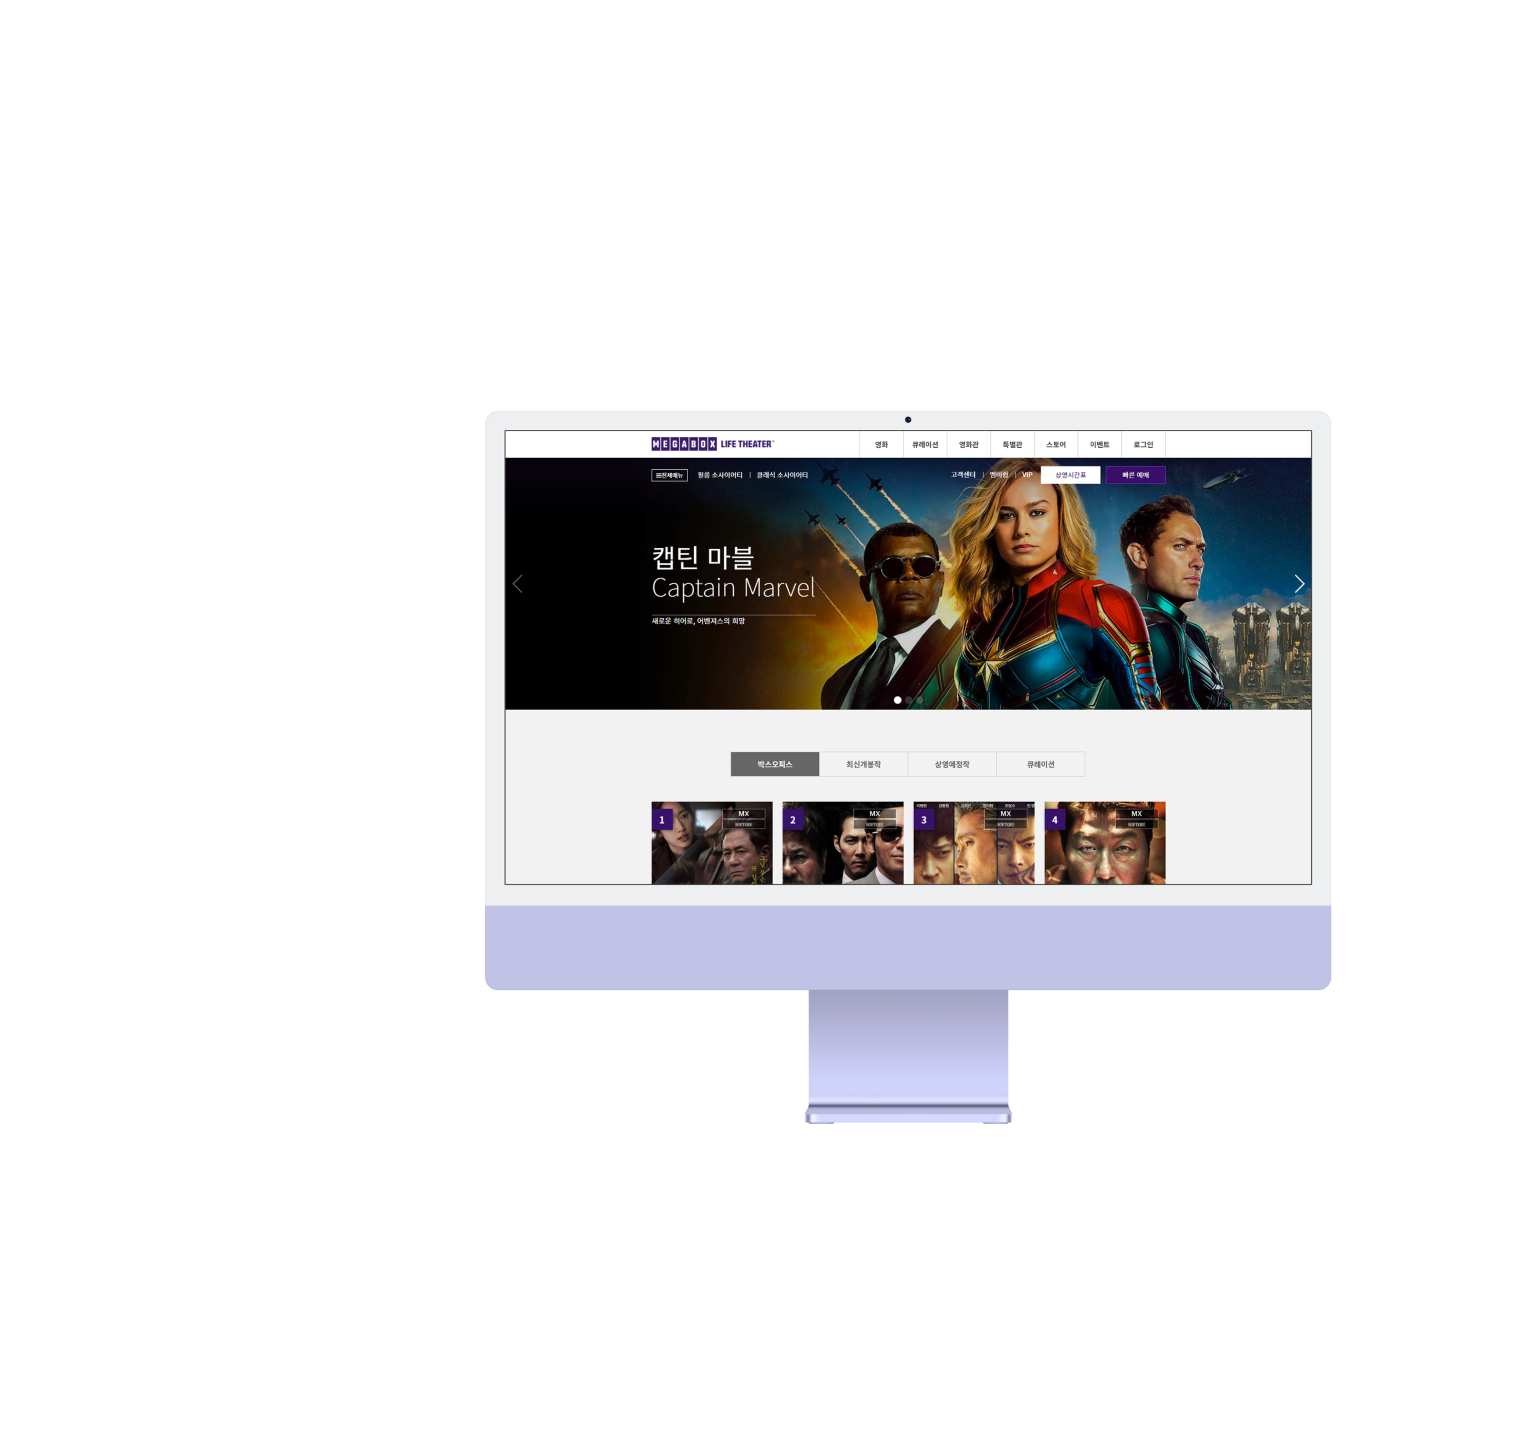 MEGABOX LIFE THEATER
영화 큐레이션 영화관 특별관 스토어 이벤트 로그인
전체메뉴 필름 소사이어티 클래식 소사이어티 고객센터 멤버쉽 VIP 상영시간표 빠른 예매
캡틴 마블
Captain Marvel
새로운 히어로, 어벤져스의 희망
박스오피스 최신개봉작 상영예정작 큐레이션
1 MX 2 MX 3 MX 4 MX